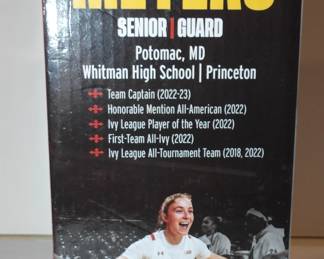 MEYERS
SENIOR | GUARD
Potomac, MD
Whitman High School | Princeton
Team Captain (2022-23)
Honorable Mention All-American (2022)
Ivy League Player of the Year (2022)
First-Team All-Ivy (2022)
Ivy League All-Tournament Team (2018, 2022)